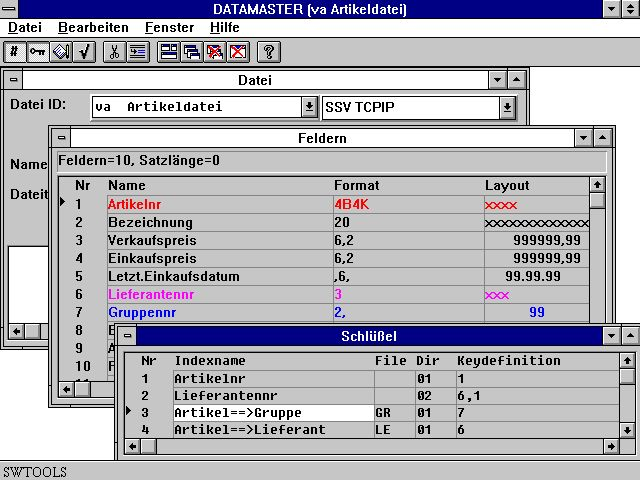 DATAMASTER (va Artikeldatei)
Datei Bearbeiten Fenster Hilfe
# ?
Datei
Datei ID: va Artikeldatei SSV TCPIP
Name
Dateit
Feldern
Feldern=10, Satzlänge=0
Nr Name Format Layout
1 Artikelnr 4B4K xxxx
2 Bezeichnung 20 xxxxxxxxxxxxx
3 Verkaufspreis 6,2 999999,99
4 Einkaufspreis 6,2 999999,99
5 Letzt.Einkaufsdatum ,6, 99.99.99
6 Lieferantennr 3 xxx
7 Gruppennr 2, 99
8
9
10
Schlüßel
Nr Indexname File Dir Keydefinition
1 Artikelnr 01 1
2 Lieferantennr 02 6,1
3 Artikel==>Gruppe GR 01 7
4 Artikel==>Lieferant LE 01 6
SWTOOLS